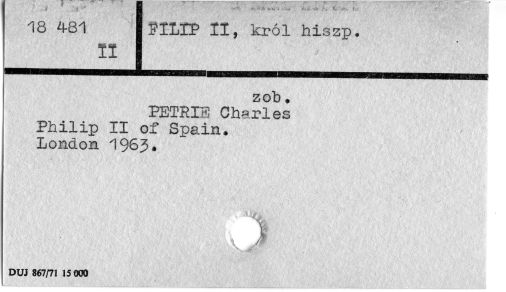 18 481
II
FILIP II, król hiszp.
zob.
PETRIE Charles
Philip II of Spain.
London 1963.
DUJ 867/71 15 000